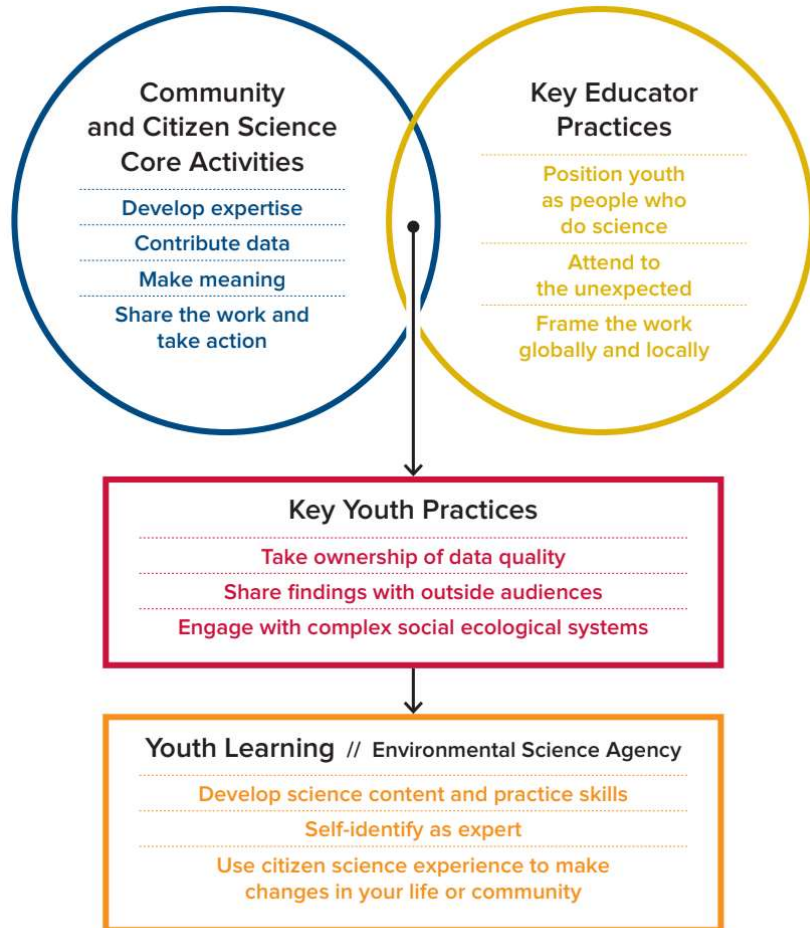 Community
and Citizen Science
Core Activities
Develop expertise
Contribute data
Make meaning
Share the work and
take action
Key Educator
Practices
Position youth
as people who
do science
Attend to
the unexpected
Frame the work
globally and locally
Key Youth Practices
Take ownership of data quality
Share findings with outside audiences
Engage with complex social ecological systems
Youth Learning // Environmental Science Agency
Develop science content and practice skills
Self-identify as expert
Use citizen science experience to make
changes in your life or community